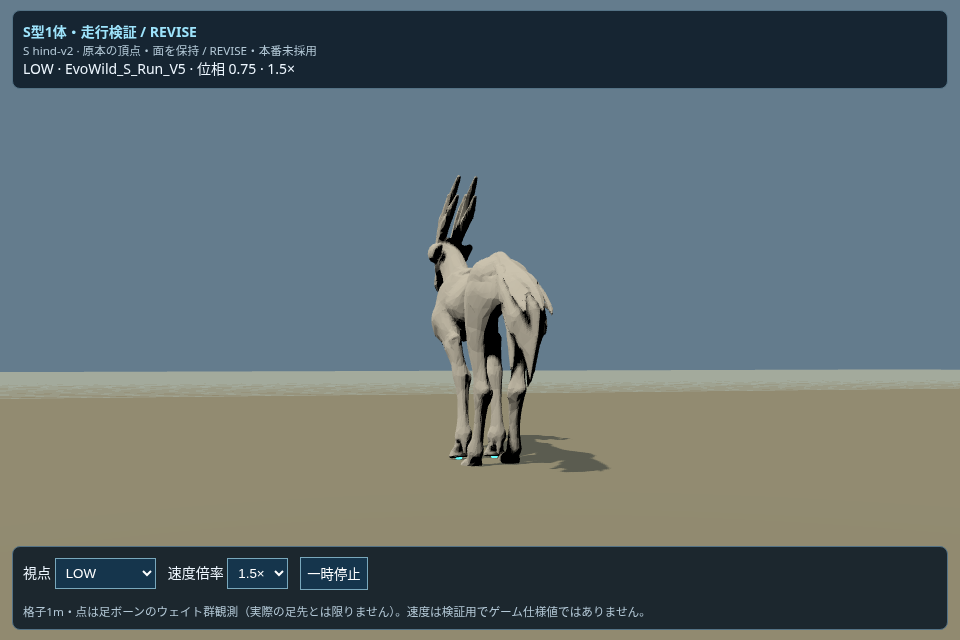 S型1体・走行検証 / REVISE
S hind-v2 · 原本の頂点・面を保持 / REVISE・本番未採用
LOW · EvoWild_S_Run_V5 · 位相 0.75 · 1.5×
視点 LOW 速度倍率 1.5× 一時停止
格子1m・点は足ボーンのウェイト群観測（実際の足先とは限りません）。速度は検証用でゲーム仕様値ではありません。